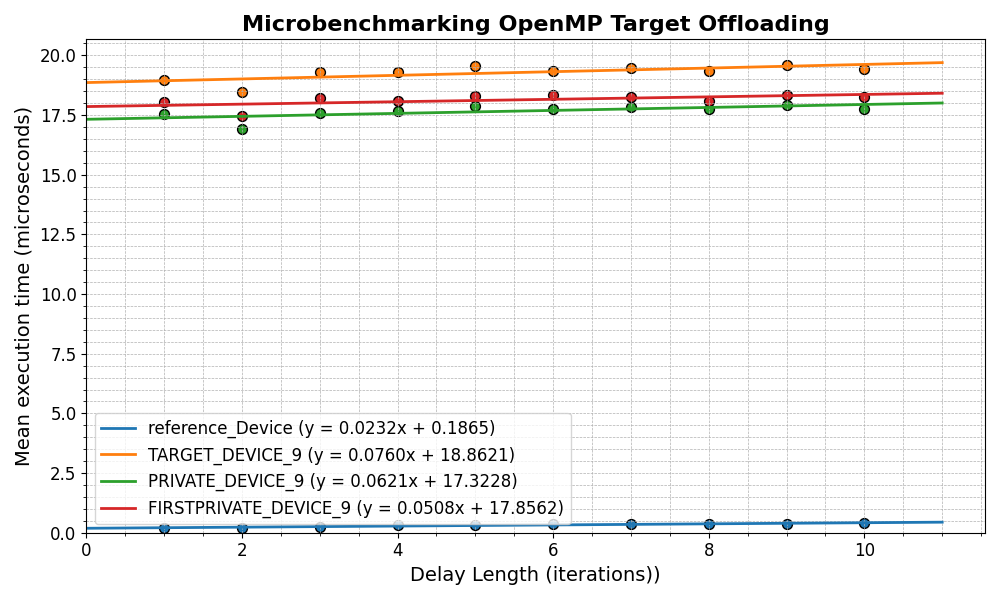 Microbenchmarking OpenMP Target Offloading
Mean execution time (microseconds)
20.0
17.5
15.0
12.5
10.0
7.5
5.0
2.5
0.0
reference_Device (y = 0.0232x + 0.1865)
TARGET_DEVICE_9 (y = 0.0760x + 18.8621)
PRIVATE_DEVICE_9 (y = 0.0621x + 17.3228)
FIRSTPRIVATE_DEVICE_9 (y = 0.0508x + 17.8562)
0 2 4 6 8 10
Delay Length (iterations))